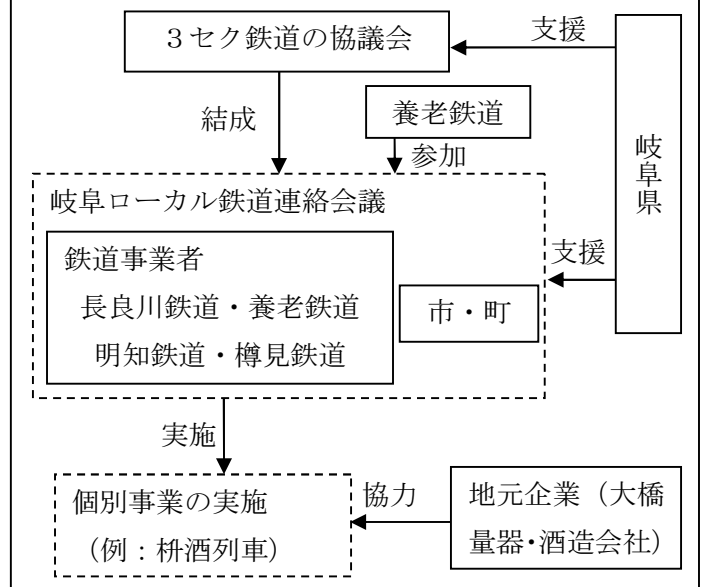 ３セク鉄道の協議会
支援
結成
養老鉄道
参加
岐阜県
岐阜ローカル鉄道連絡会議
鉄道事業者
長良川鉄道・養老鉄道
明知鉄道・樽見鉄道
市・町
支援
実施
個別事業の実施
（例：枡酒列車）
協力
地元企業（大橋
量器・酒造会社）